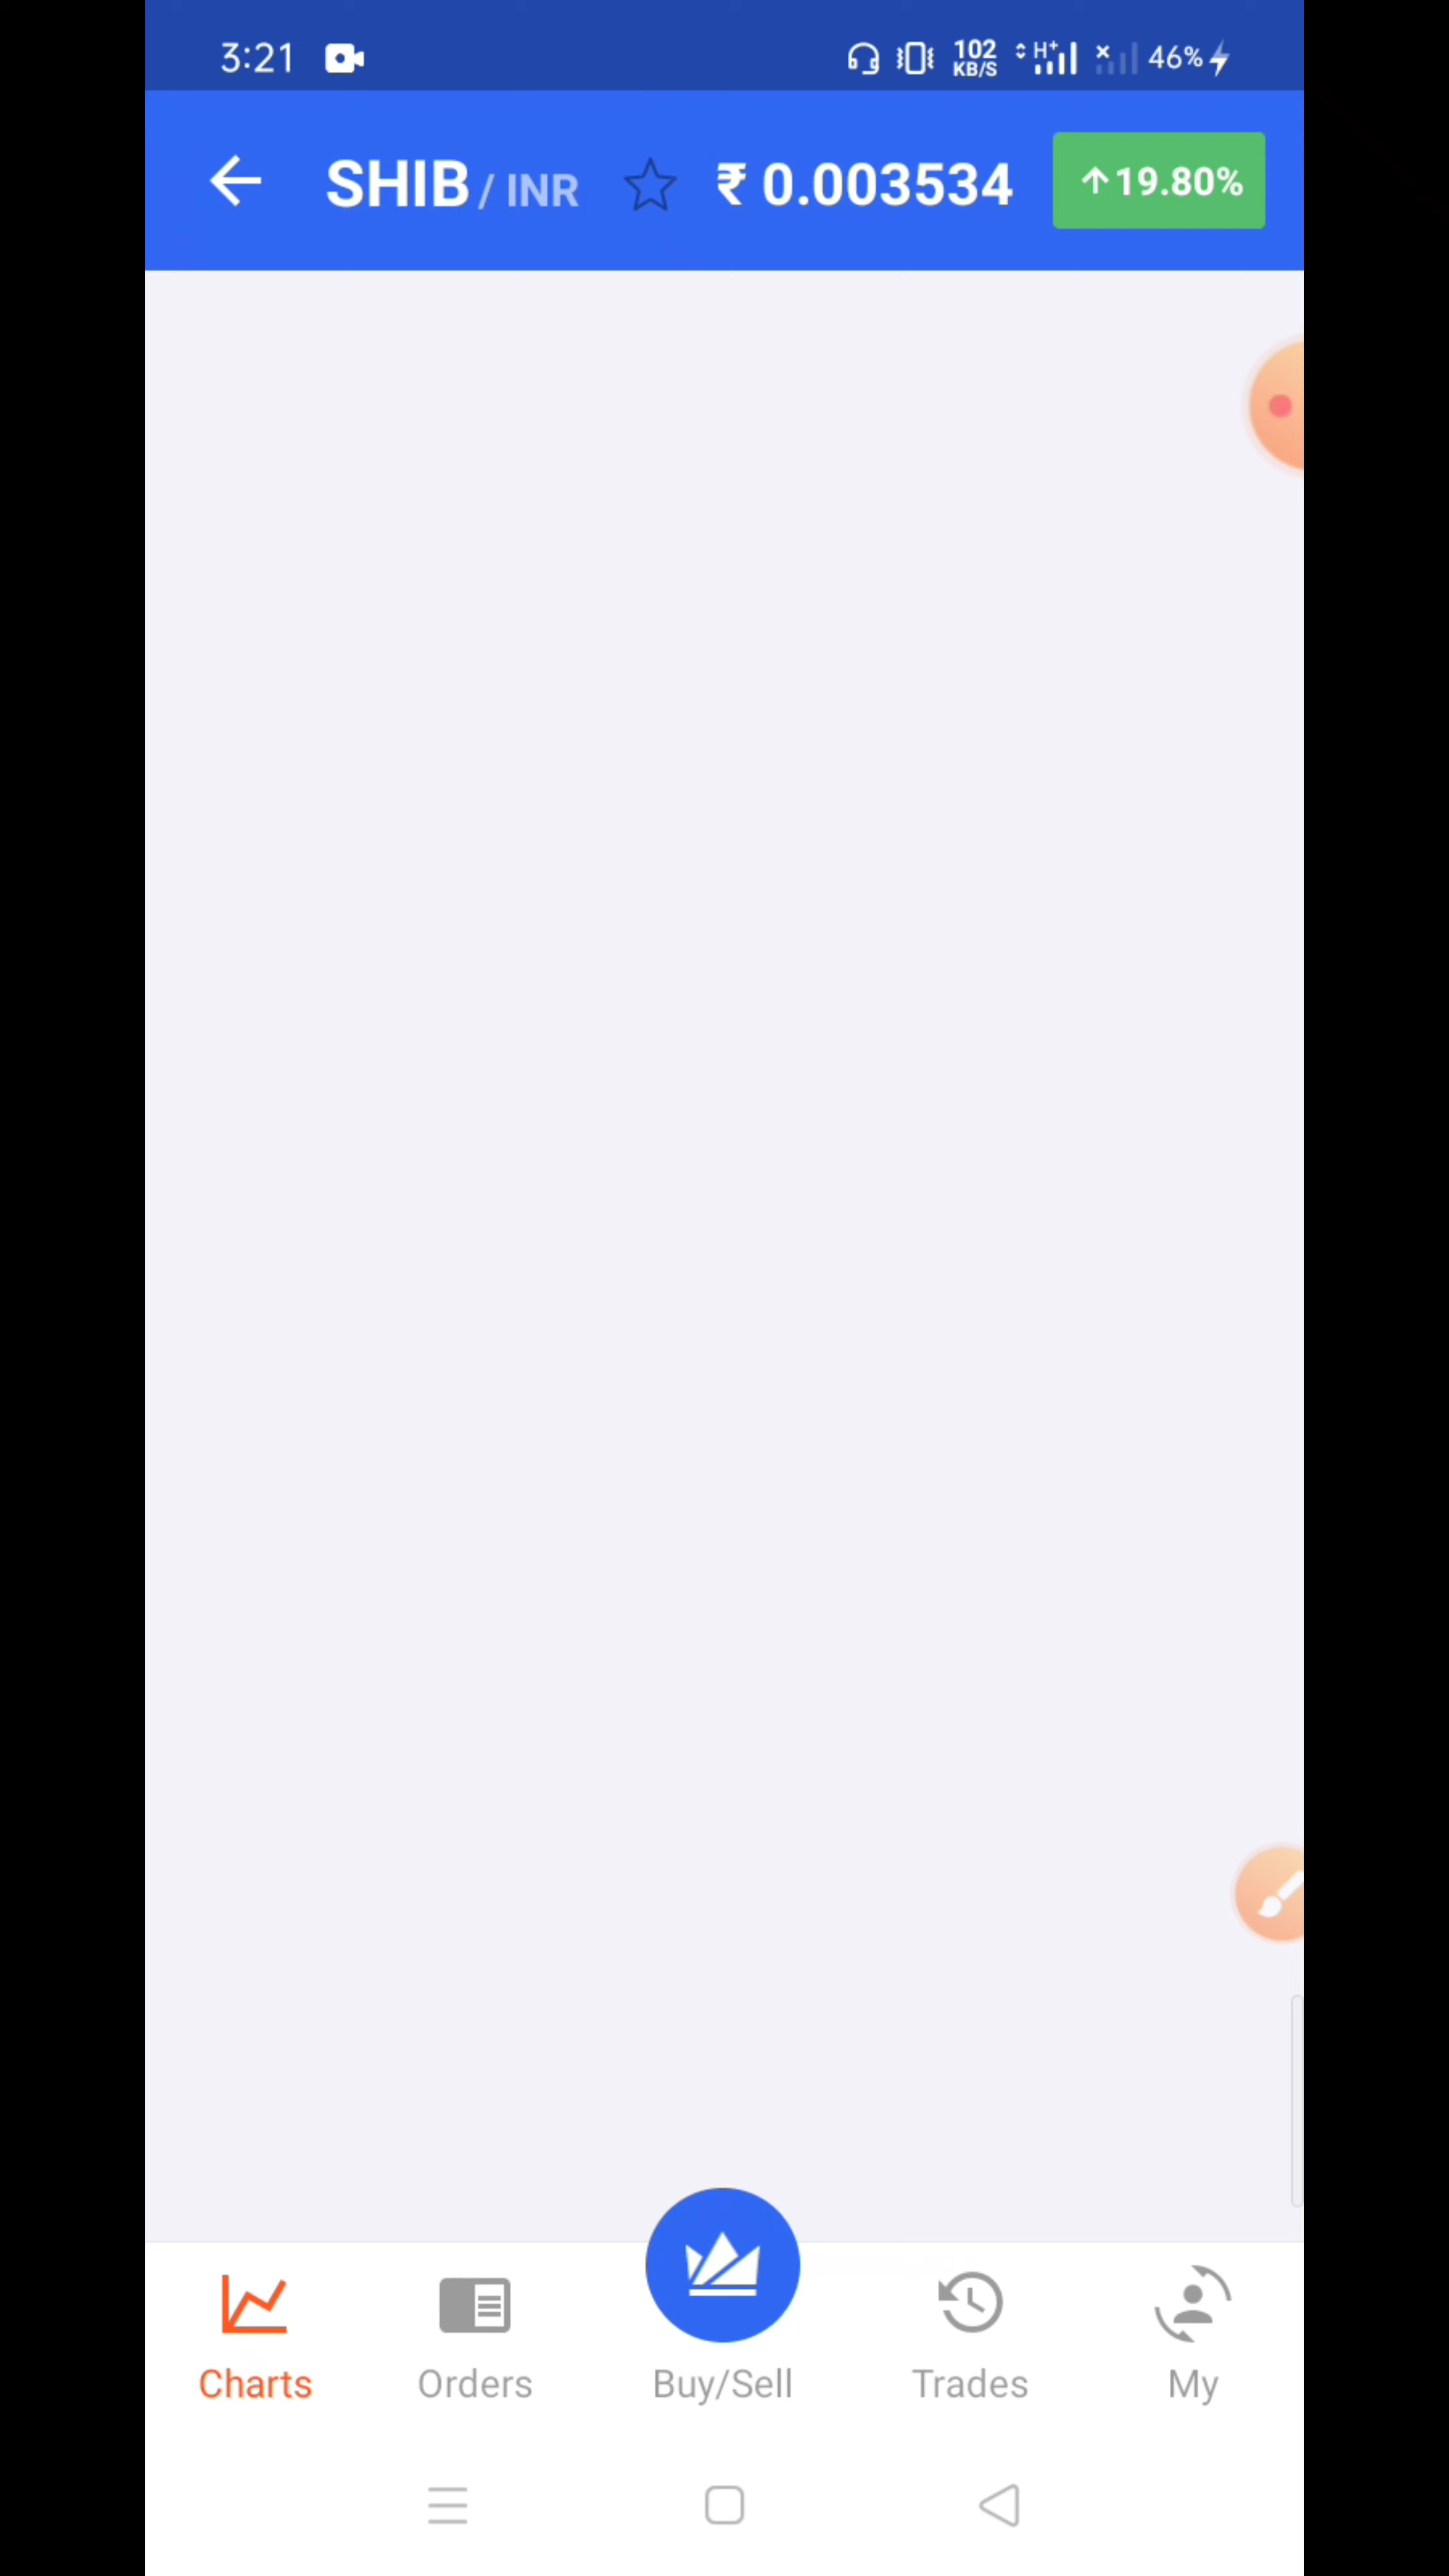 3:21 102 KB/S H+ 46%
SHIB / INR ₹ 0.003534 ↑19.80%
Charts Orders Buy/Sell Trades My